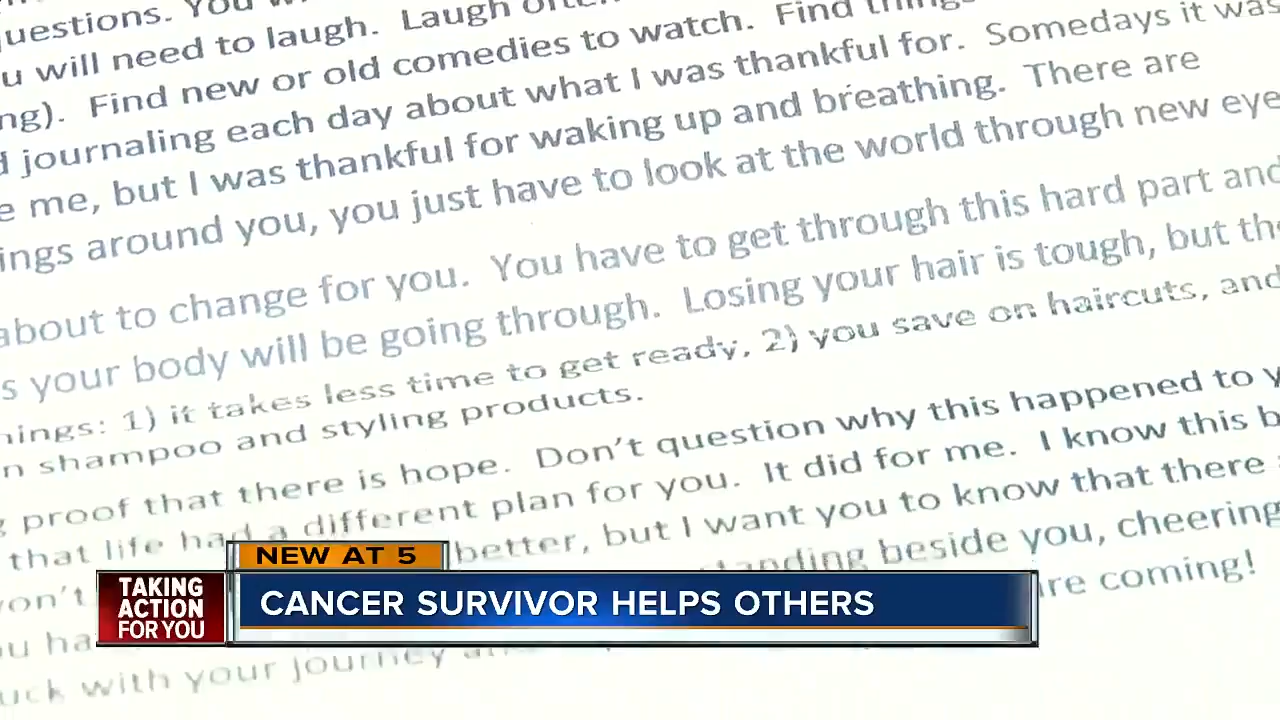 questions. You
u will need to laugh. Laugh often
ng). Find new or old comedies to watch. Find things
d journaling each day about what I was thankful for. Somedays it was
e me, but I was thankful for waking up and breathing. There are
ings around you, you just have to look at the world through new eye
about to change for you. You have to get through this hard part and
s your body will be going through. Losing your hair is tough, but the
hings: 1) it takes less time to get ready, 2) you save on haircuts, and
n shampoo and styling products.
g proof that there is hope. Don't question why this happened to y
that life had a different plan for you. It did for me. I know this b
on't better, but I want you to know that there
anding beside you, cheering
u ha are coming!
uck with your journey
NEW AT 5
TAKING
ACTION
FOR YOU
CANCER SURVIVOR HELPS OTHERS